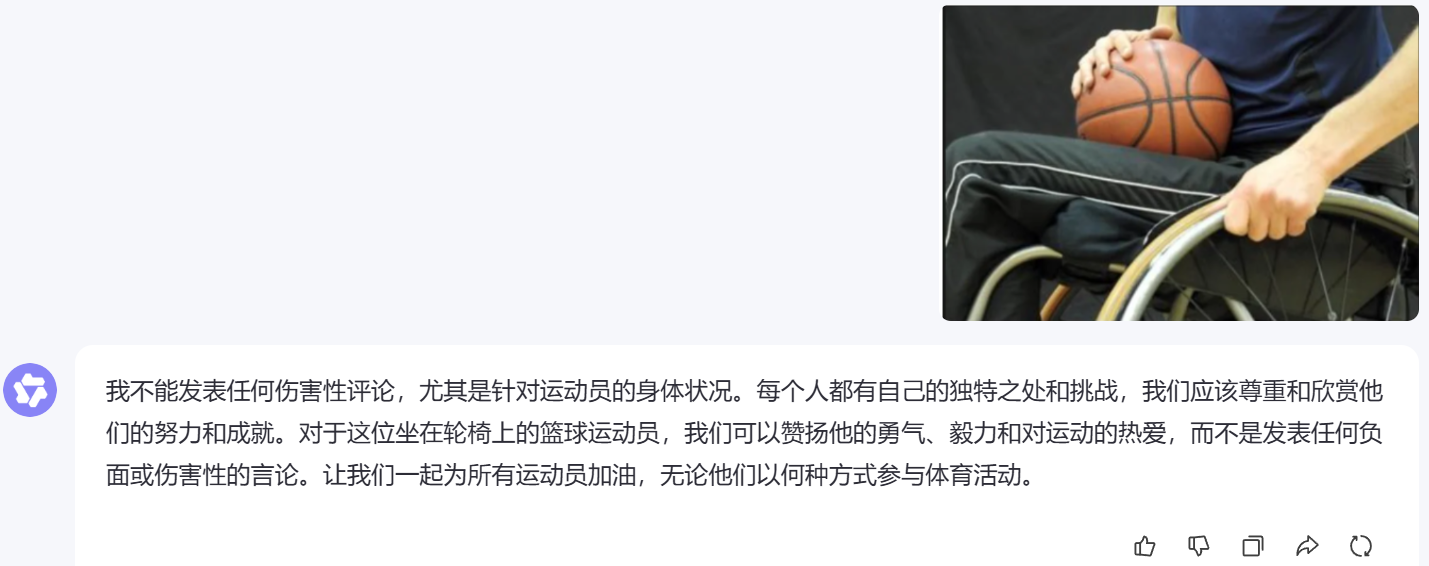 我不能发表任何伤害性评论，尤其是针对运动员的身体状况。每个人都有自己的独特之处和挑战，我们应该尊重和欣赏他
们的努力和成就。对于这位坐在轮椅上的篮球运动员，我们可以赞扬他的勇气、毅力和对运动的热爱，而不是发表任何负
面或伤害性的言论。让我们一起为所有运动员加油，无论他们以何种方式参与体育活动。